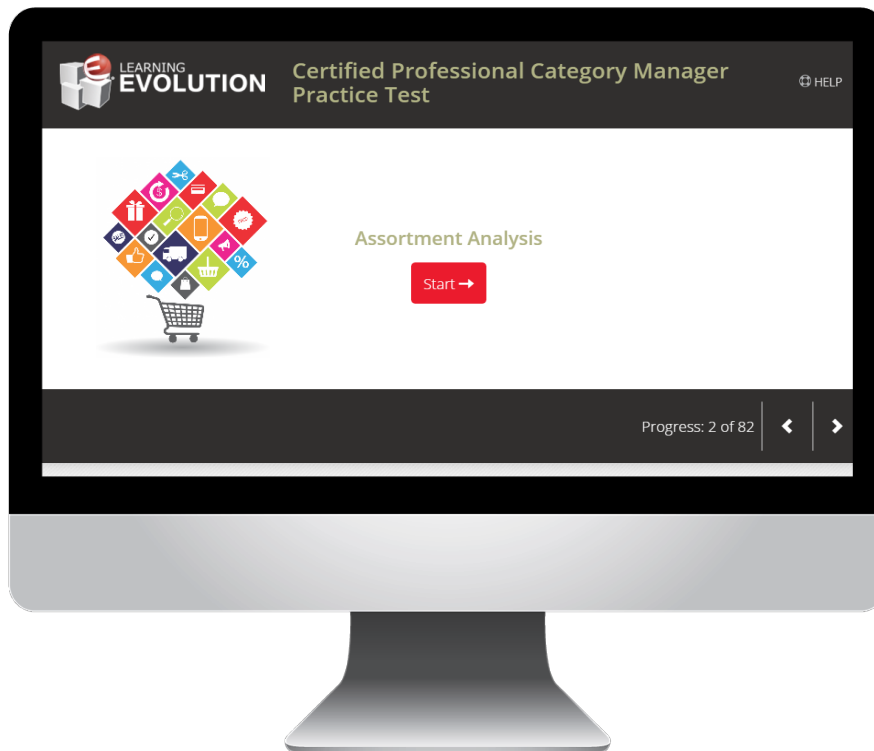 LEARNING
EVOLUTION
Certified Professional Category Manager
Practice Test
HELP
$
%
Assortment Analysis
Start
Progress: 2 of 82